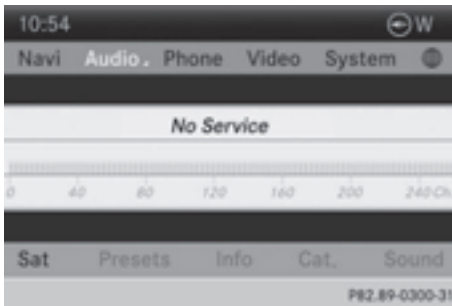 10:54 W
Navi Audio. Phone Video System
No Service
0 40 80 120 160 200 240 Ch.
Sat Presets Info Cat. Sound
P82.89-0300-31